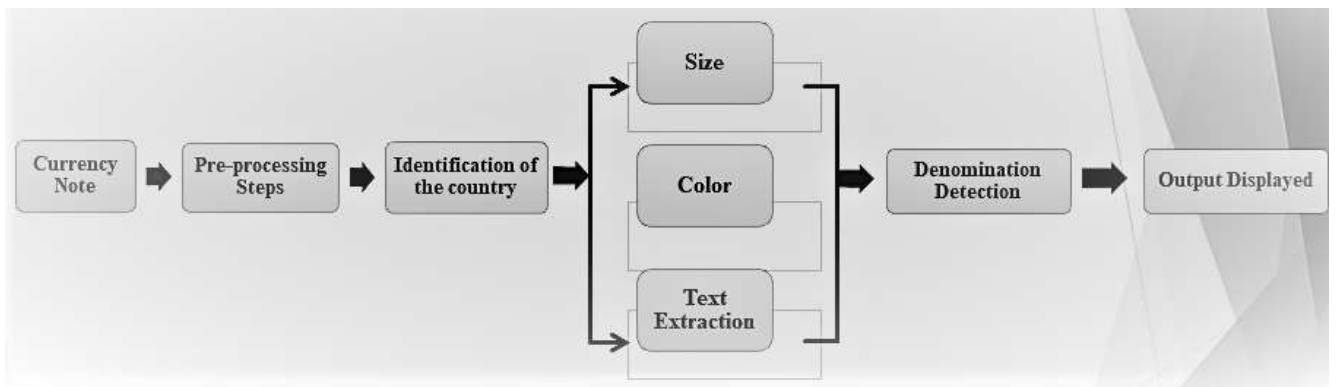 Currency
Note
Pre-processing
Steps
Identification of
the country
Size
Color
Text
Extraction
Denomination
Detection
Output Displayed